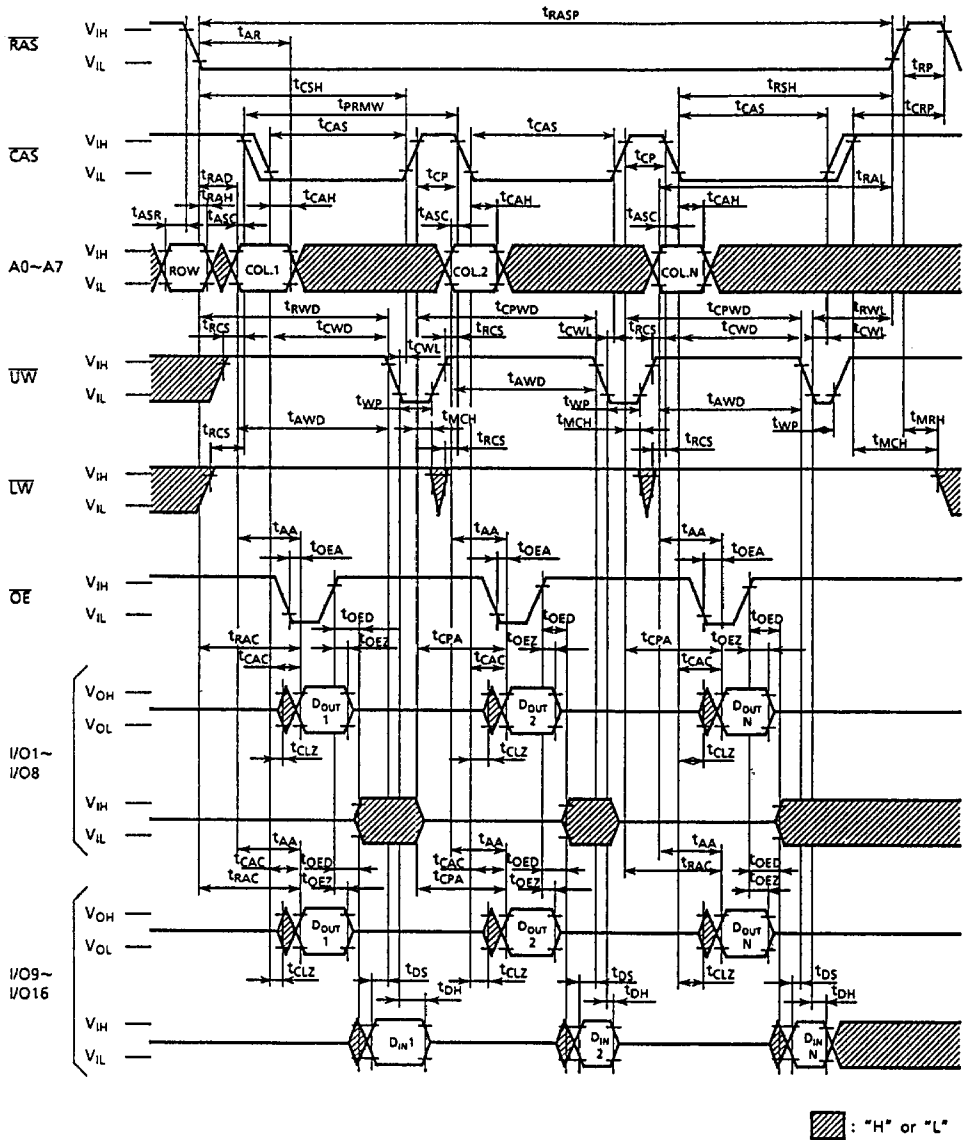 tRASP
RAS
VIH
VIL
tAR
tRP
tCSH
tRSH
tPRMW
tCRP
CAS
VIH
VIL
tCAS
tCAS
tCAS
tRAD
tCP
tCP
tRAL
tRAH
tCAH
tCAH
tCAH
tASR
tASC
tASC
tASC
A0~A7
VIH
VIL
ROW
COL.1
COL.2
COL.N
tRWD
tCPWD
tCPWD
tRWL
tRCS
tCWD
tRCS
tCWL
tRCS
tCWD
tCWL
UW
VIH
VIL
tCWL
tAWD
tWP
tWP
tAWD
tAWD
tMCH
tMCH
tWP
tMRH
tRCS
tRCS
tRCS
tMCH
LW
VIH
VIL
tAA
tAA
tAA
tOEA
tOEA
tOEA
OE
VIH
VIL
tOED
tOED
tOED
tRAC
tOEZ
tCPA
tOEZ
tCPA
tOEZ
tCAC
tCAC
tCAC
I/O1~
I/O8
VOH
VOL
DOUT
1
DOUT
2
DOUT
N
tCLZ
tCLZ
tCLZ
VIH
VIL
tAA
tAA
tAA
tCAC
tOED
tCAC
tOED
tRAC
tOED
tRAC
tOEZ
tCPA
tOEZ
tOEZ
I/O9~
I/O16
VOH
VOL
DOUT
1
DOUT
2
DOUT
N
tCLZ
tDS
tCLZ
tDS
tCLZ
tDS
tDH
tDH
tDH
VIH
VIL
DIN1
DIN
2
DIN
N
: "H" or "L"